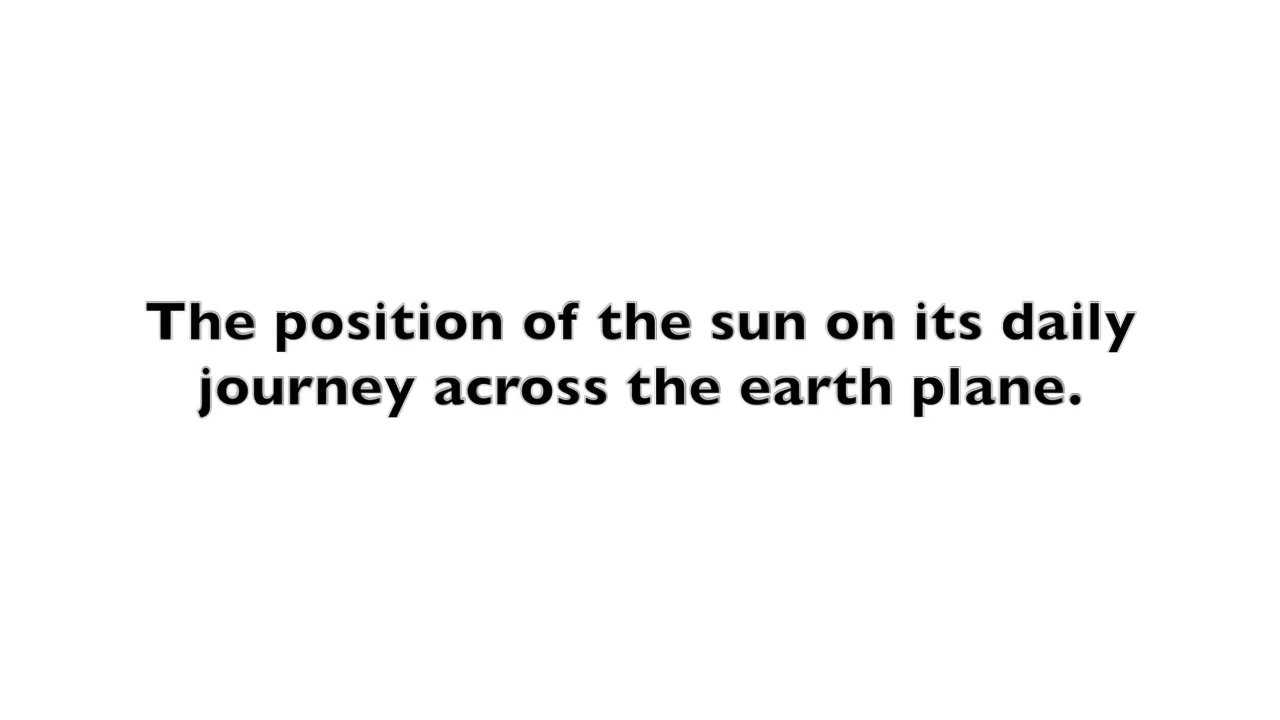 The position of the sun on its daily
journey across the earth plane.